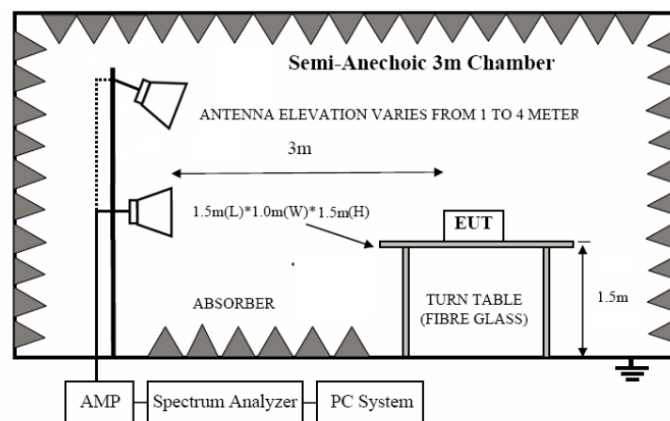 Semi-Anechoic 3m Chamber
ANTENNA ELEVATION VARIES FROM 1 TO 4 METER
3m
1.5m(L)*1.0m(W)*1.5m(H)
EUT
ABSORBER
TURN TABLE
(FIBRE GLASS)
1.5m
AMP
Spectrum Analyzer
PC System